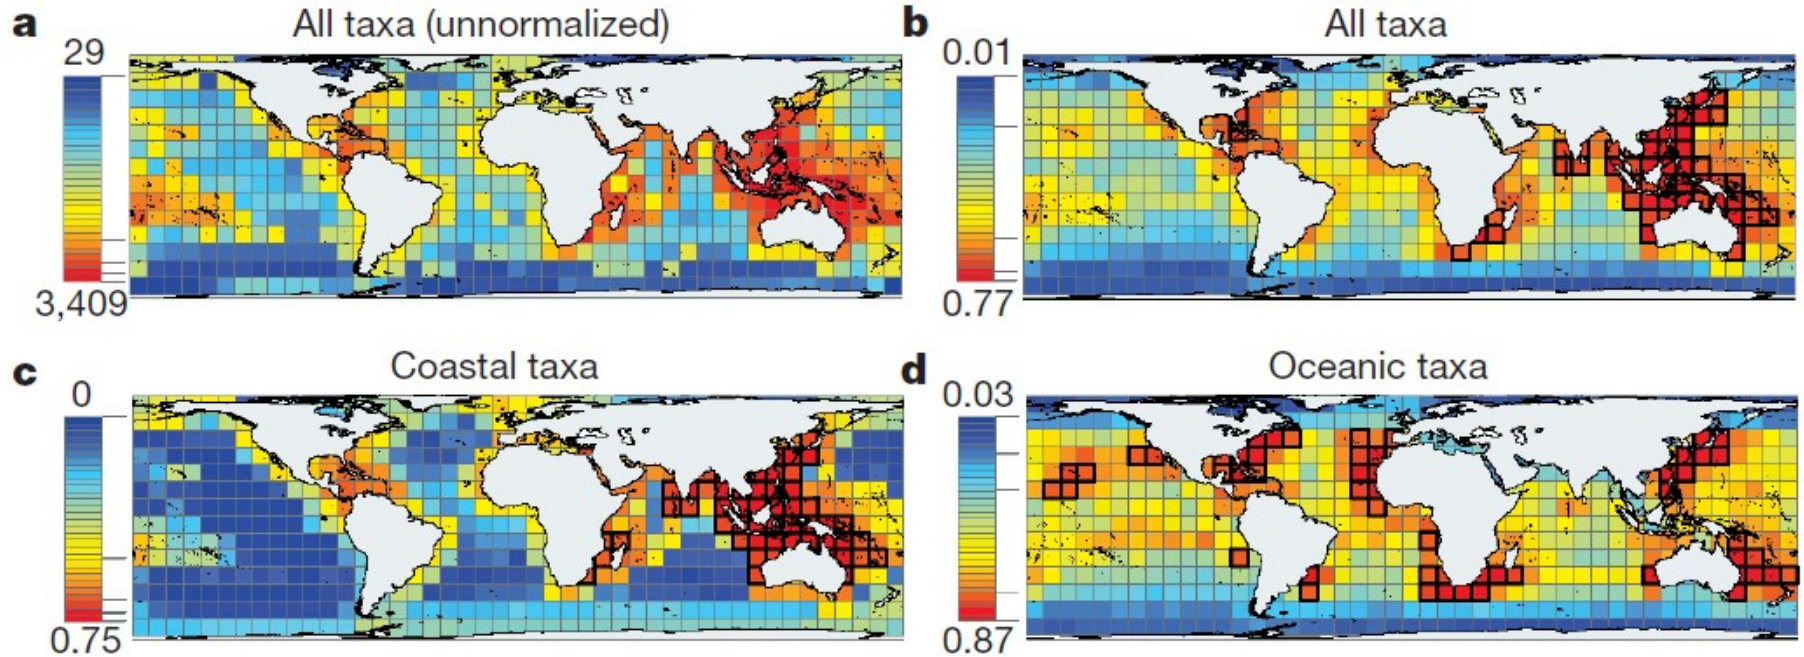 a All taxa (unnormalized)
29
3,409
b All taxa
0.01
0.77
c Coastal taxa
0
0.75
d Oceanic taxa
0.03
0.87